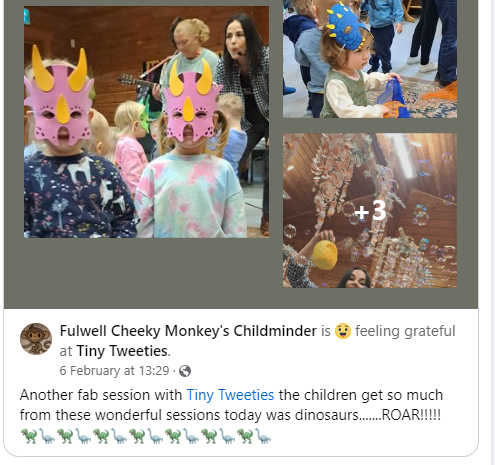 +3
Fulwell Cheeky Monkey's Childminder is 😉 feeling grateful
at Tiny Tweeties.
6 February at 13:29 ·
Another fab session with Tiny Tweeties the children get so much
from these wonderful sessions today was dinosaurs.......ROAR!!!!!
🦖🦕🦖🦕🦖🦕🦖🦕🦖🦕🦖🦕🦖🦕